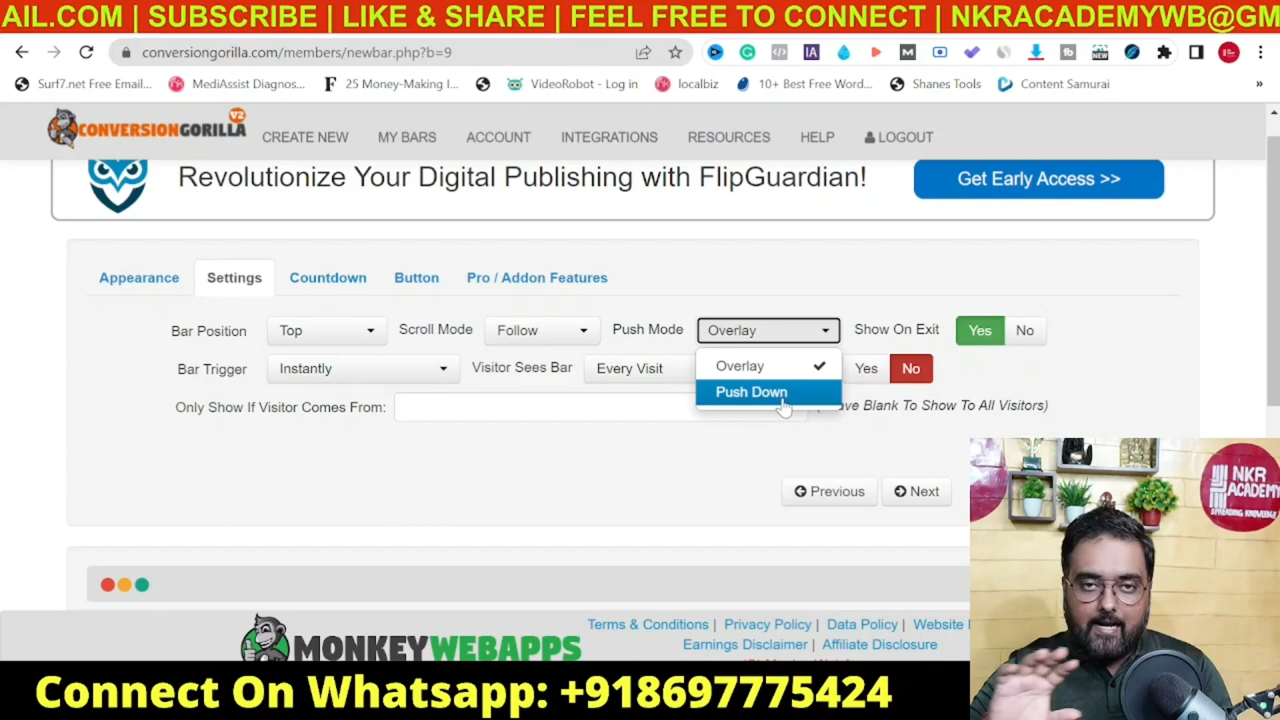 AIL.COM | SUBSCRIBE | LIKE & SHARE | FEEL FREE TO CONNECT | NKRACADEMYWB@GM
conversiongorilla.com/members/newbar.php?b=9
Surf7.net Free Email...
MediAssist Diagnos...
25 Money-Making I...
VideoRobot - Log in
localbiz
10+ Best Free Word...
Shanes Tools
Content Samurai
»
CONVERSIONGORILLA V2
CREATE NEW
MY BARS
ACCOUNT
INTEGRATIONS
RESOURCES
HELP
LOGOUT
Revolutionize Your Digital Publishing with FlipGuardian!
Get Early Access >>
Appearance
Settings
Countdown
Button
Pro / Addon Features
Bar Position
Top
Scroll Mode
Follow
Push Mode
Overlay
Show On Exit
Yes
No
Bar Trigger
Instantly
Visitor Sees Bar
Every Visit
Overlay
Yes
No
Push Down
Only Show If Visitor Comes From:
ave Blank To Show To All Visitors)
Previous
Next
NKR
ACADEMY
SPREADING KNOWLEDGE
MONKEYWEBAPPS
Terms & Conditions | Privacy Policy | Data Policy | Website
Earnings Disclaimer | Affiliate Disclosure
Connect On Whatsapp: +918697775424